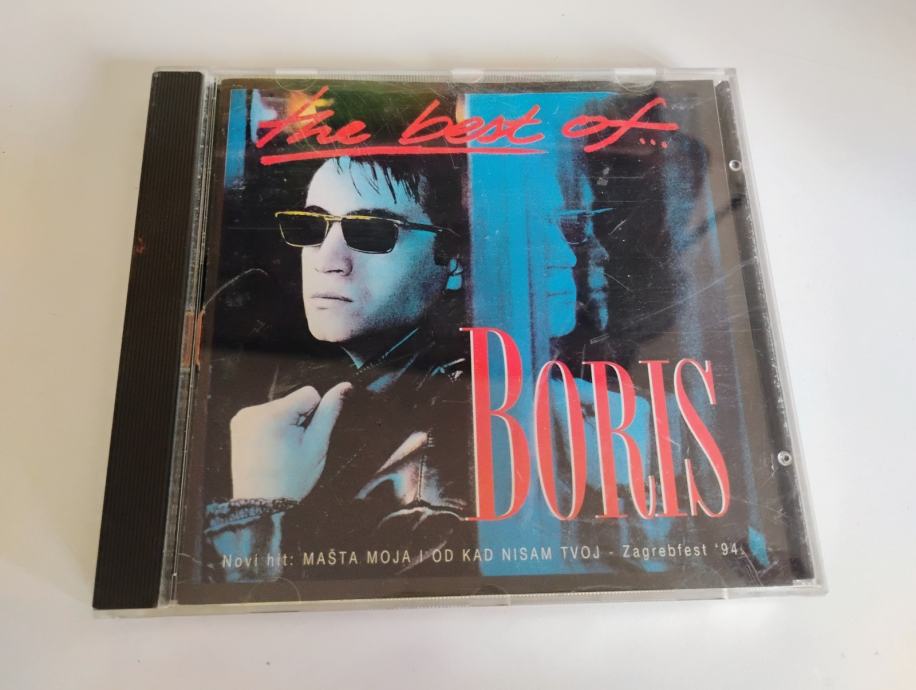 the best of...
BORIS
Novi hit: MAŠTA MOJA I OD KAD NISAM TVOJ - Zagrebfest '94.